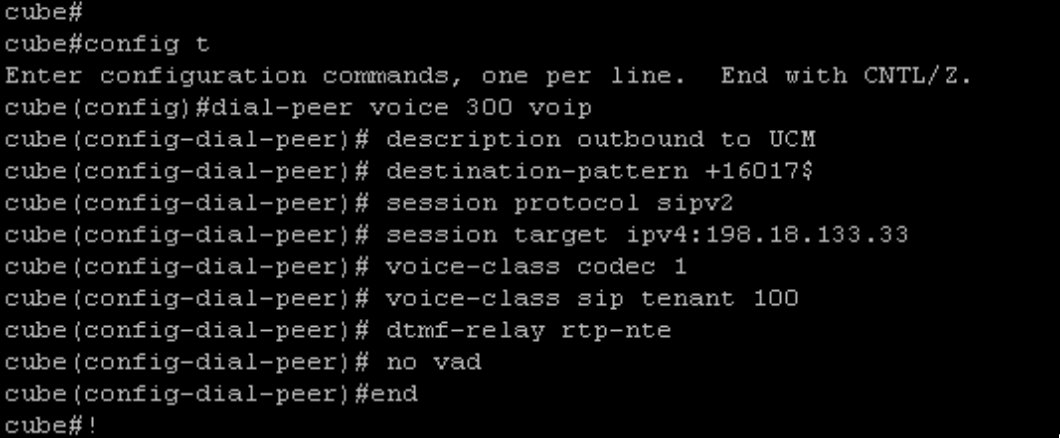 cube#
cube#config t
Enter configuration commands, one per line.  End with CNTL/Z.
cube(config)#dial-peer voice 300 voip
cube(config-dial-peer)# description outbound to UCM
cube(config-dial-peer)# destination-pattern +16017$
cube(config-dial-peer)# session protocol sipv2
cube(config-dial-peer)# session target ipv4:198.18.133.33
cube(config-dial-peer)# voice-class codec 1
cube(config-dial-peer)# voice-class sip tenant 100
cube(config-dial-peer)# dtmf-relay rtp-nte
cube(config-dial-peer)# no vad
cube(config-dial-peer)#end
cube#!